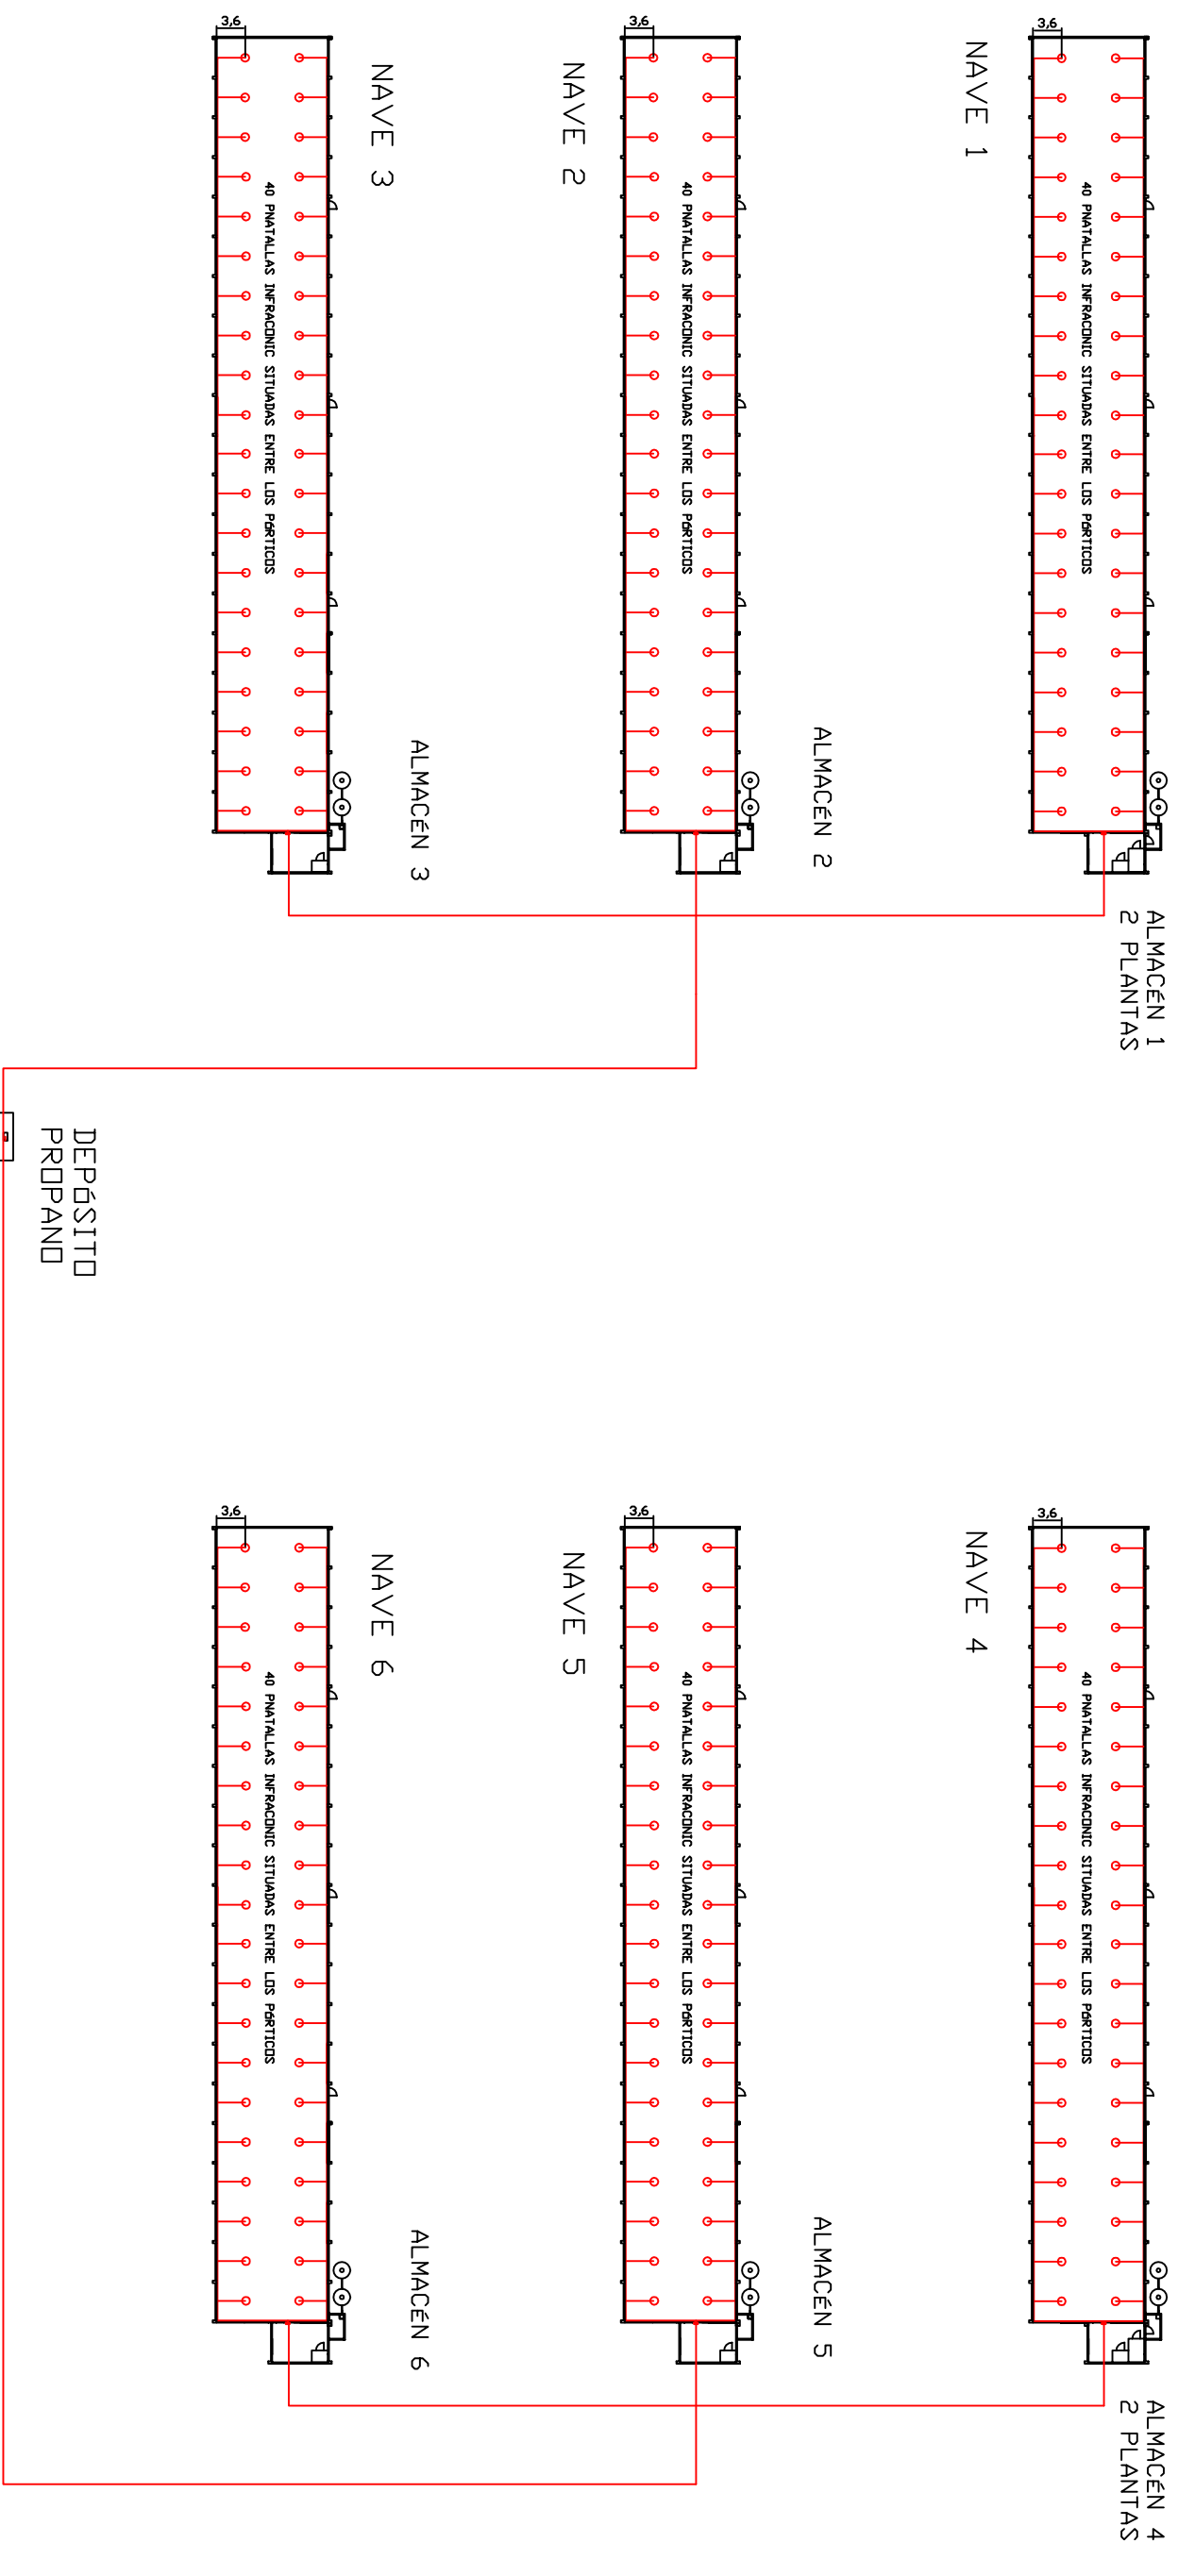 NAVE 1
40 PNATALLAS INFRACONIC SITUADAS ENTRE LOS PÓRTICOS
3,6
ALMACÉN 1
2 PLANTAS
NAVE 2
40 PNATALLAS INFRACONIC SITUADAS ENTRE LOS PÓRTICOS
3,6
ALMACÉN 2
NAVE 3
40 PNATALLAS INFRACONIC SITUADAS ENTRE LOS PÓRTICOS
3,6
ALMACÉN 3
DEPÓSITO
PROPANO
NAVE 4
40 PNATALLAS INFRACONIC SITUADAS ENTRE LOS PÓRTICOS
3,6
ALMACÉN 4
2 PLANTAS
NAVE 5
40 PNATALLAS INFRACONIC SITUADAS ENTRE LOS PÓRTICOS
3,6
ALMACÉN 5
NAVE 6
40 PNATALLAS INFRACONIC SITUADAS ENTRE LOS PÓRTICOS
3,6
ALMACÉN 6